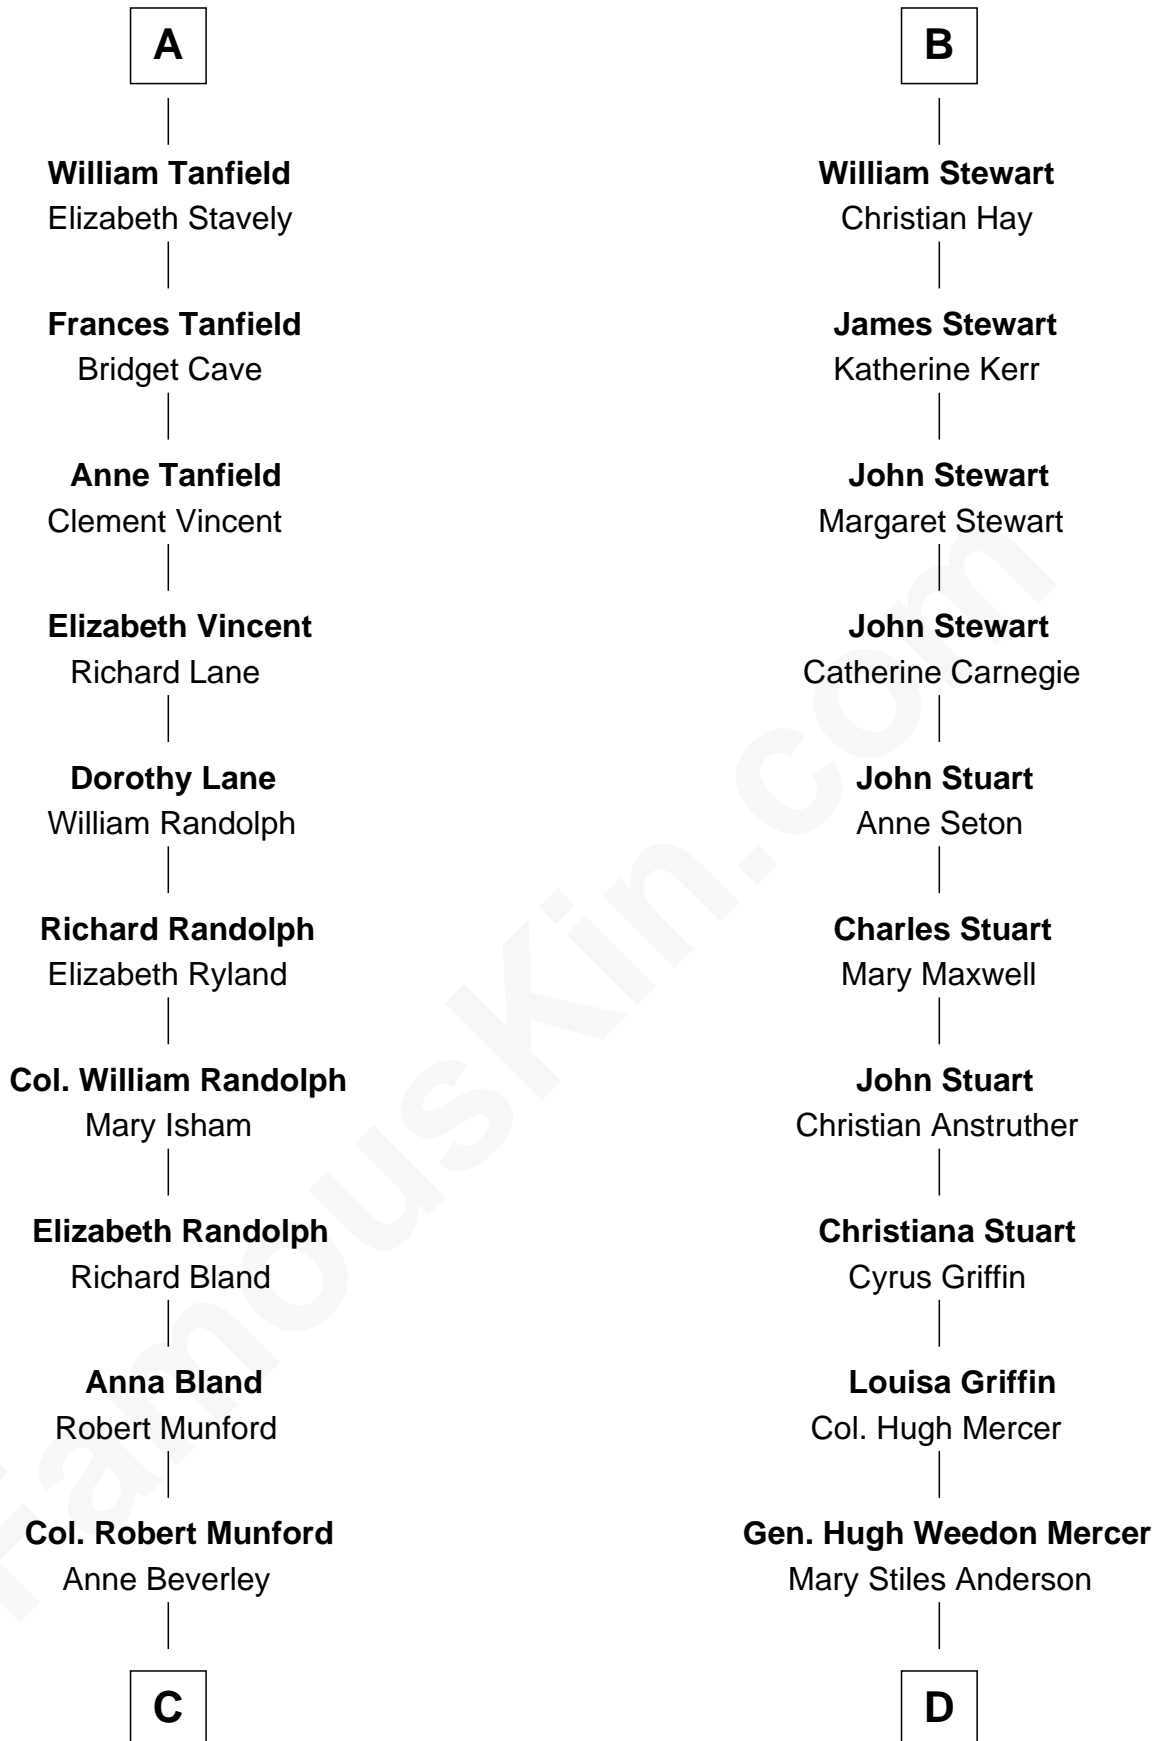 A
William Tanfield
Elizabeth Stavely
Frances Tanfield
Bridget Cave
Anne Tanfield
Clement Vincent
Elizabeth Vincent
Richard Lane
Dorothy Lane
William Randolph
Richard Randolph
Elizabeth Ryland
Col. William Randolph
Mary Isham
Elizabeth Randolph
Richard Bland
Anna Bland
Robert Munford
Col. Robert Munford
Anne Beverley
C
B
William Stewart
Christian Hay
James Stewart
Katherine Kerr
John Stewart
Margaret Stewart
John Stewart
Catherine Carnegie
John Stuart
Anne Seton
Charles Stuart
Mary Maxwell
John Stuart
Christian Anstruther
Christiana Stuart
Cyrus Griffin
Louisa Griffin
Col. Hugh Mercer
Gen. Hugh Weedon Mercer
Mary Stiles Anderson
D
FamousKin.com